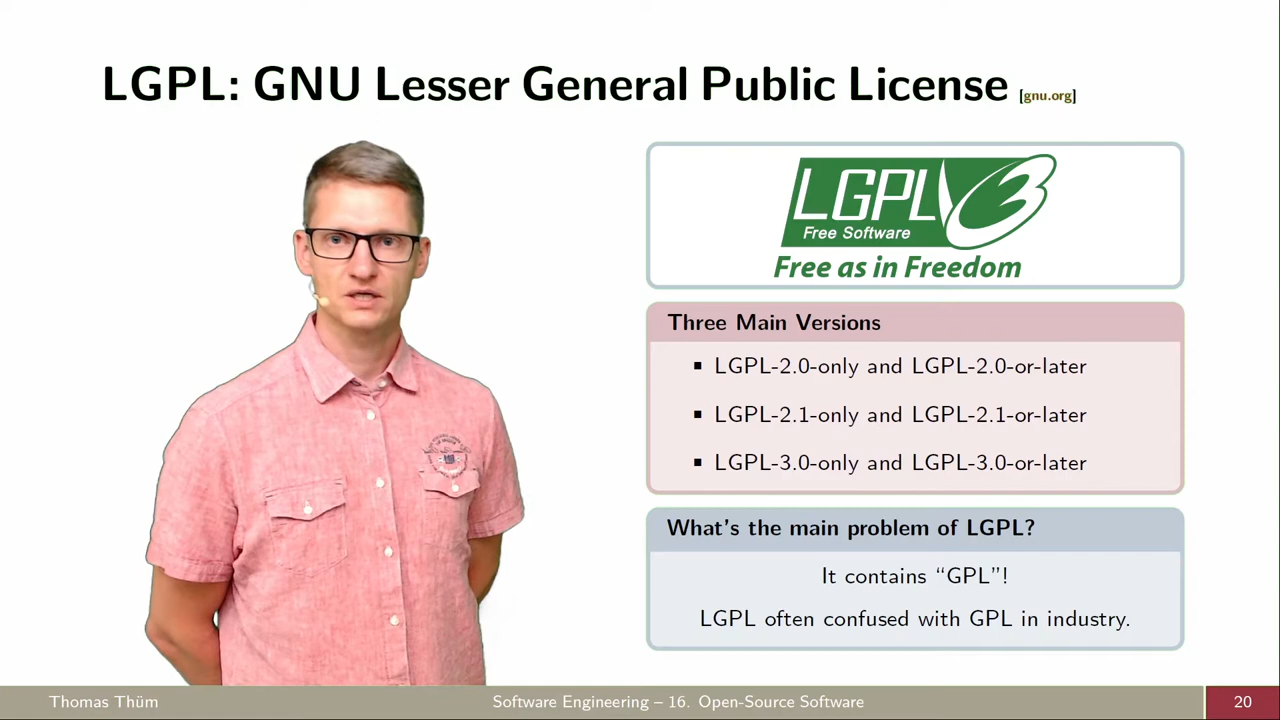 LGPL: GNU Lesser General Public License [gnu.org]
LGPL 3
Free Software
Free as in Freedom
Three Main Versions
▪ LGPL-2.0-only and LGPL-2.0-or-later
▪ LGPL-2.1-only and LGPL-2.1-or-later
▪ LGPL-3.0-only and LGPL-3.0-or-later
What's the main problem of LGPL?
It contains “GPL”!
LGPL often confused with GPL in industry.
Thomas Thüm
Software Engineering – 16. Open-Source Software
20